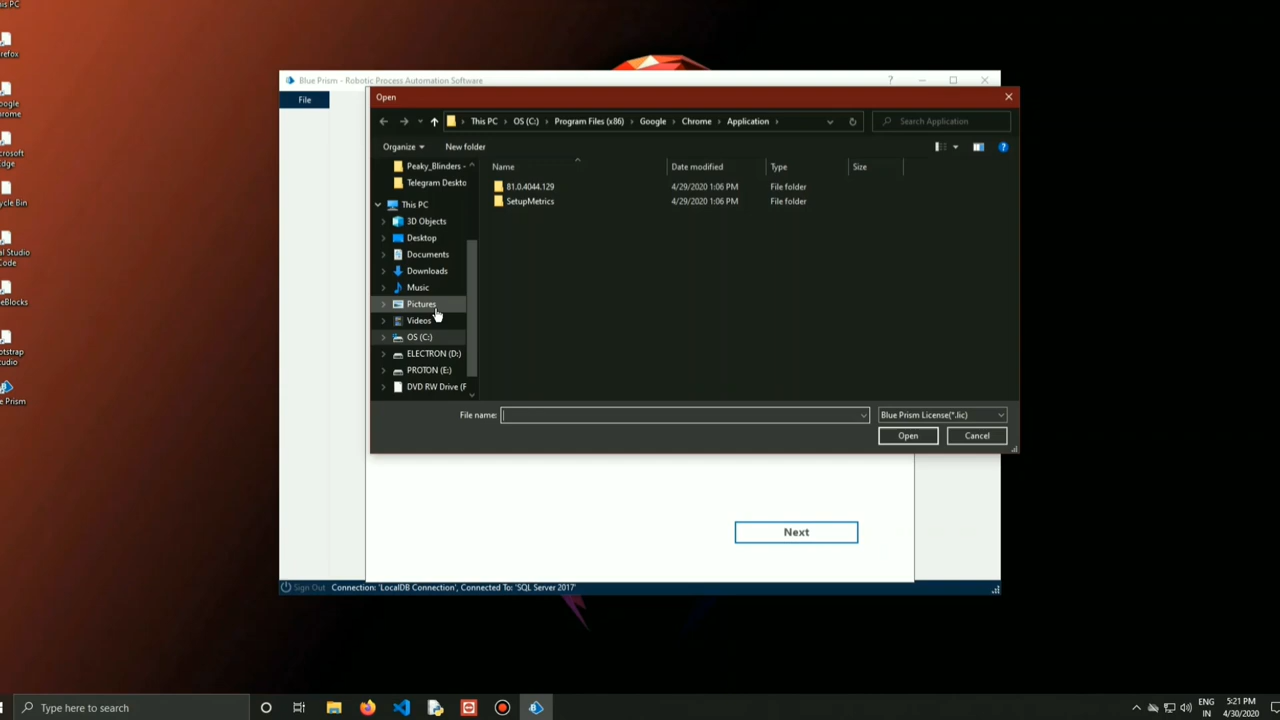 This PC
refox
oogle
hrome
crosoft
Edge
cycle Bin
al Studio
Code
eBlocks
otstrap
tudio
e Prism
Blue Prism - Robotic Process Automation Software
?
File
Open
This PC > OS (C:) > Program Files (x86) > Google > Chrome > Application >
Search Application
Organize
New folder
Name
Date modified
Type
Size
Peaky_Blinders -
Telegram Deskto
This PC
3D Objects
Desktop
Documents
Downloads
Music
Pictures
Videos
OS (C:)
ELECTRON (D:)
PROTON (E:)
DVD RW Drive (F
81.0.4044.129 4/29/2020 1:06 PM File folder
SetupMetrics 4/29/2020 1:06 PM File folder
File name:
Blue Prism License(*.lic)
Open
Cancel
Next
Sign Out Connection: 'LocalDB Connection', Connected To: 'SQL Server 2017'
Type here to search
ENG
IN
5:21 PM
4/30/2020